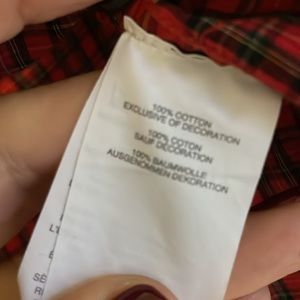 100% COTTON
EXCLUSIVE OF DECORATION
100% COTON
SAUF DECORATION
100% BAUMWOLLE
AUSGENOMMEN DEKORATION